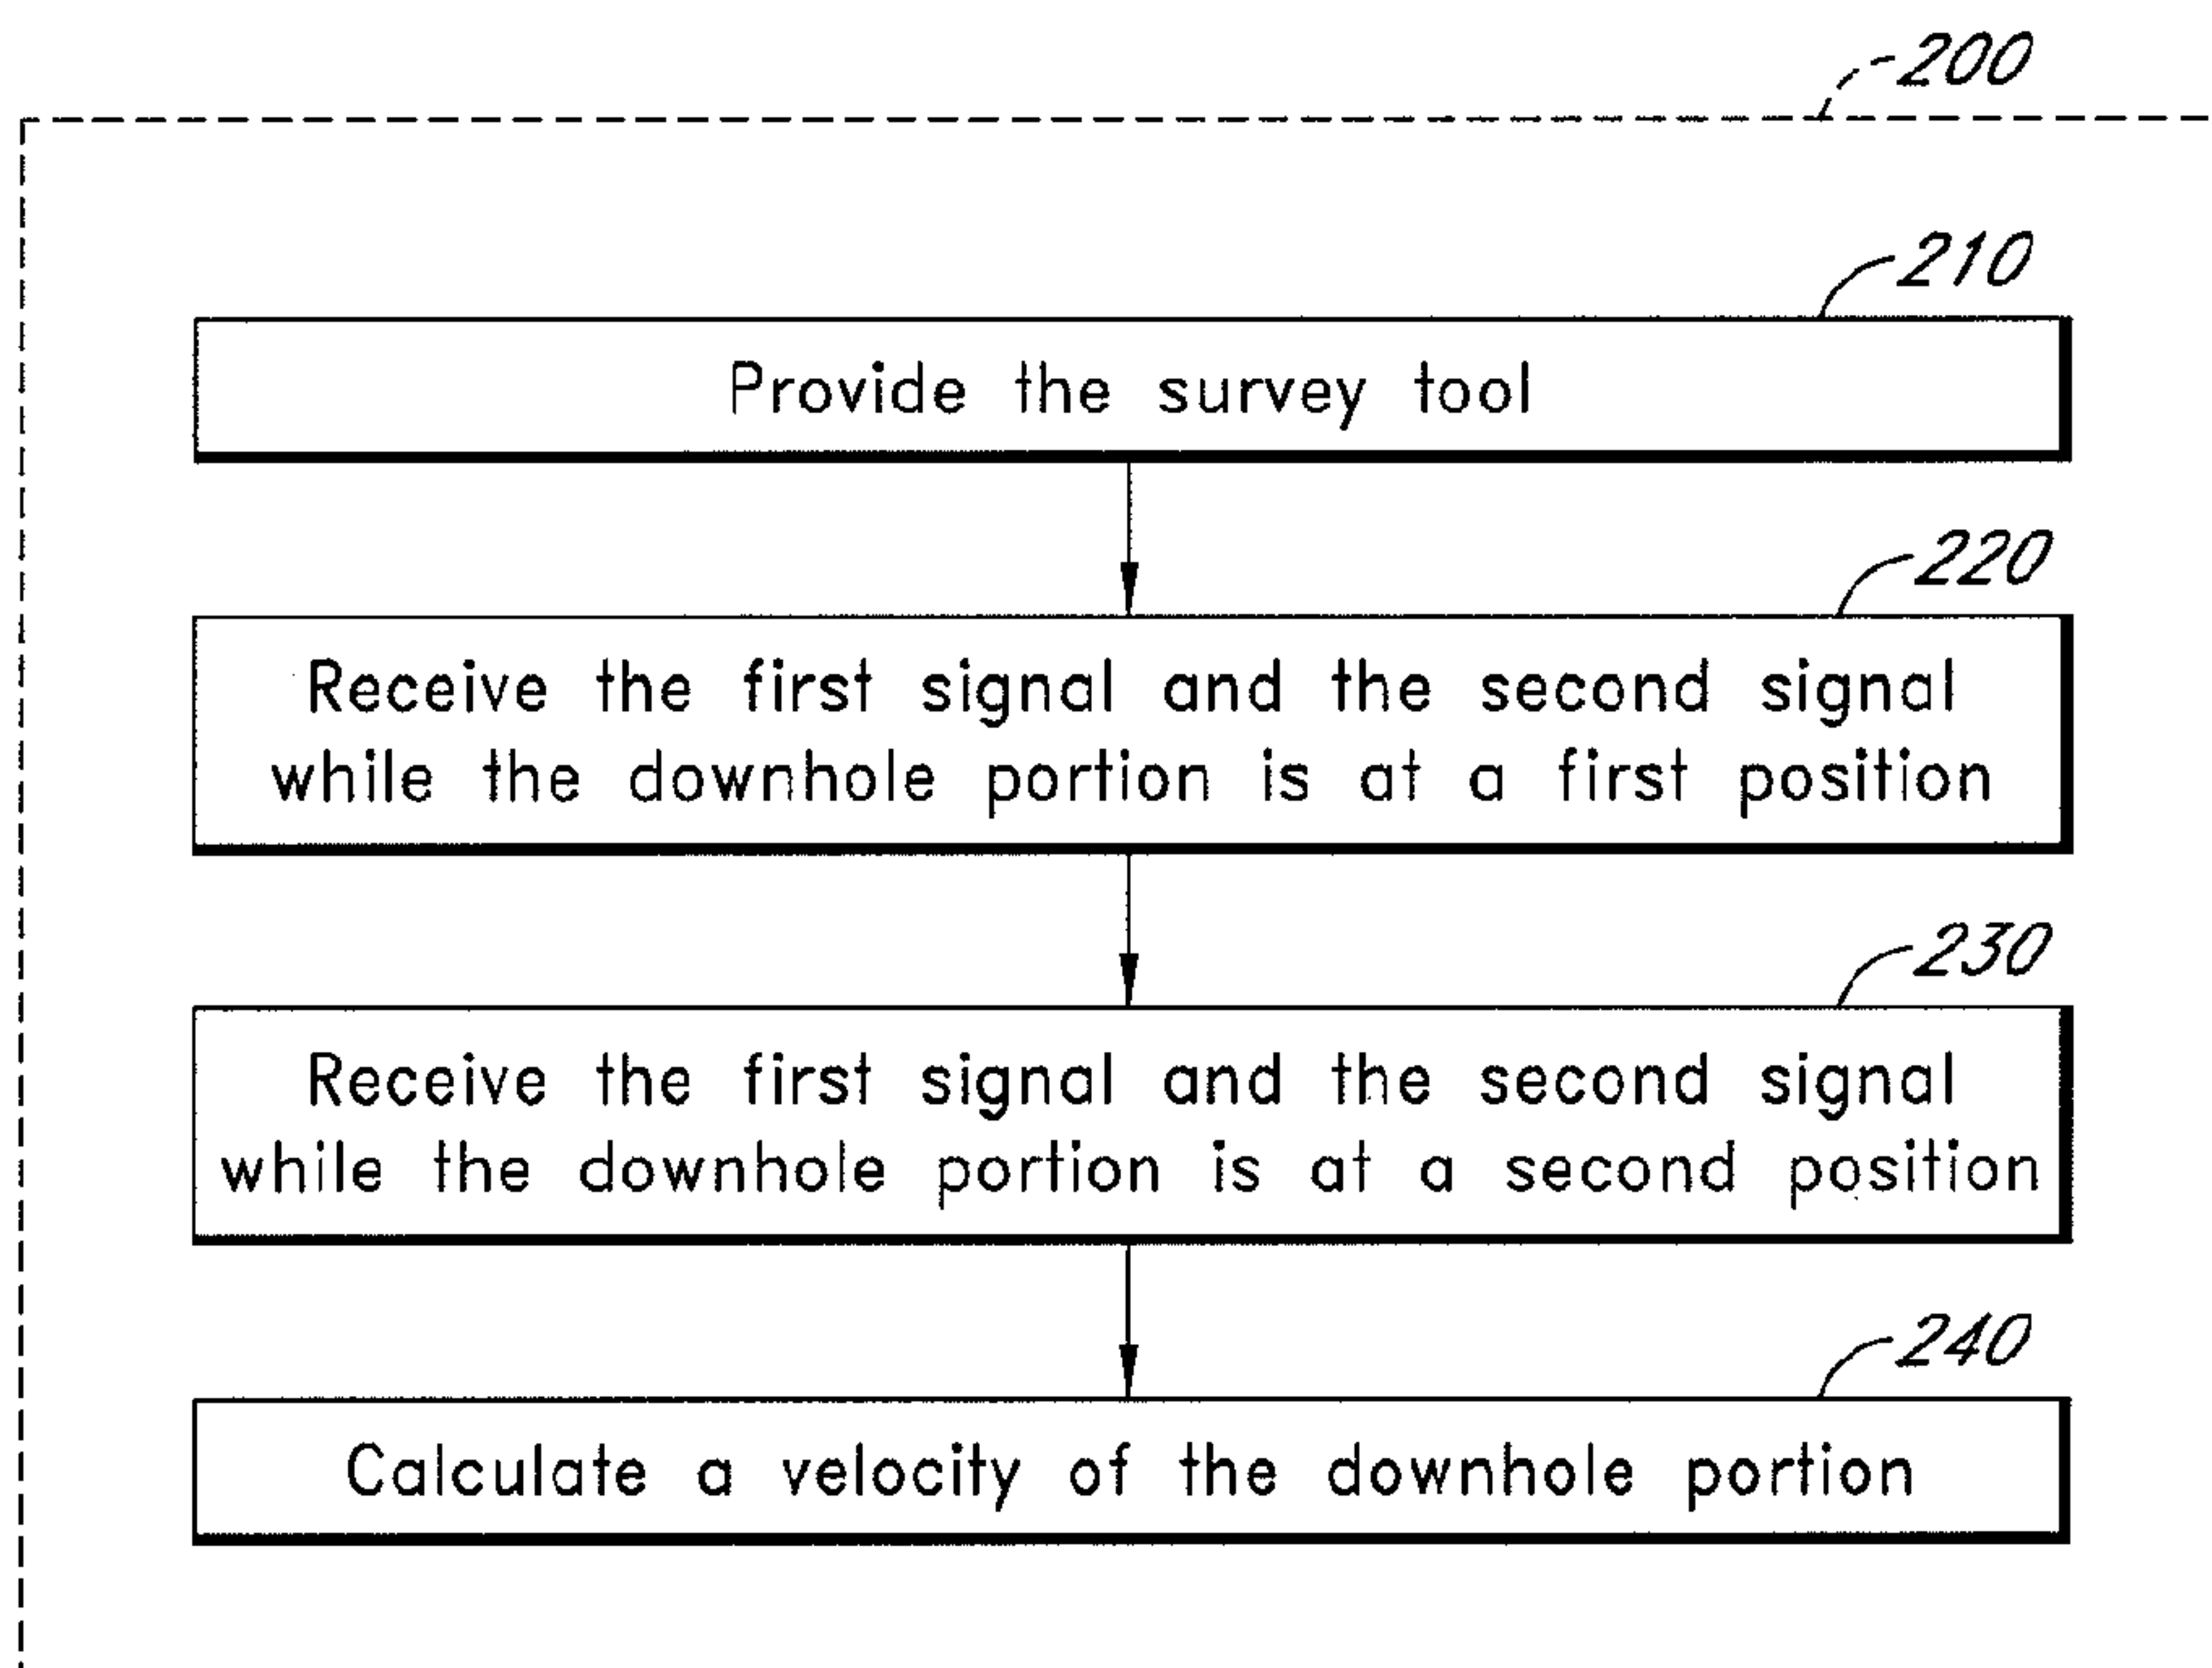 200
210
Provide the survey tool
220
Receive the first signal and the second signal
while the downhole portion is at a first position
230
Receive the first signal and the second signal
while the downhole portion is at a second position
240
Calculate a velocity of the downhole portion